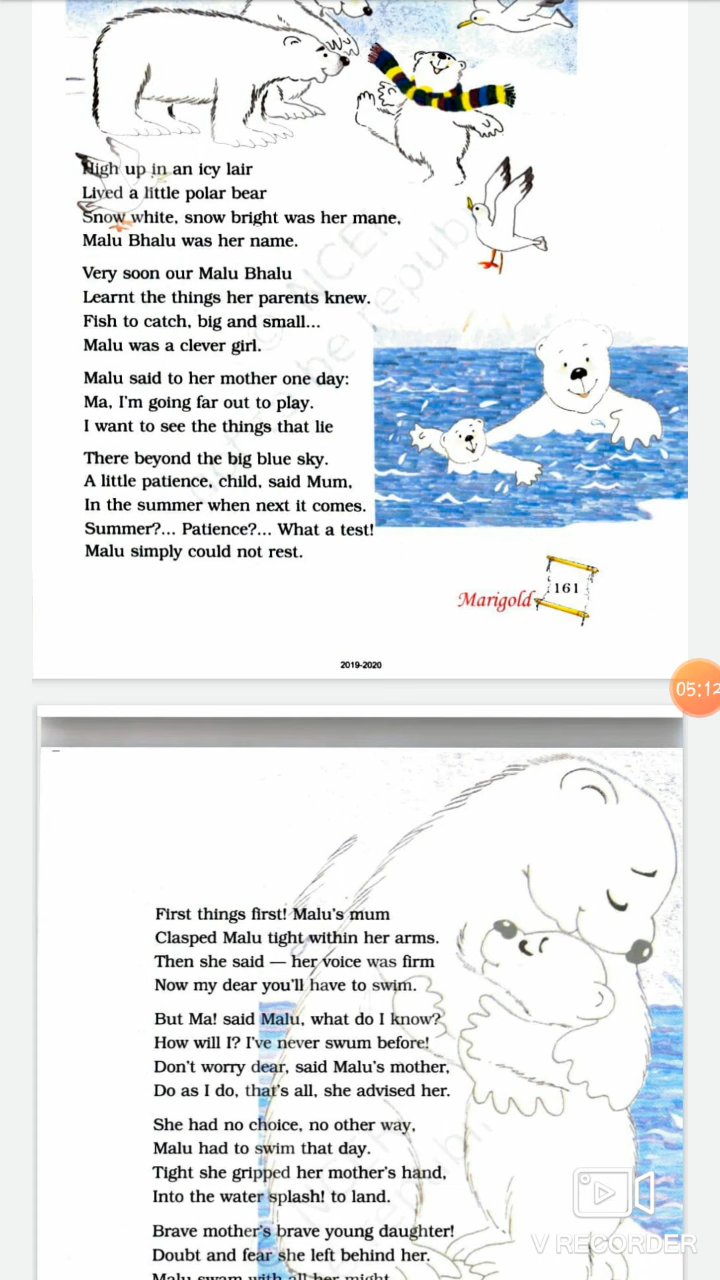 High up in an icy lair
Lived a little polar bear
Snow white, snow bright was her mane,
Malu Bhalu was her name.
Very soon our Malu Bhalu
Learnt the things her parents knew.
Fish to catch, big and small...
Malu was a clever girl.
Malu said to her mother one day:
Ma, I'm going far out to play.
I want to see the things that lie
There beyond the big blue sky.
A little patience, child, said Mum,
In the summer when next it comes.
Summer?... Patience?... What a test!
Malu simply could not rest.
Marigold 161
2019-2020
05:12
First things first! Malu's mum
Clasped Malu tight within her arms.
Then she said — her voice was firm
Now my dear you'll have to swim.
But Ma! said Malu, what do I know?
How will I? I've never swum before!
Don't worry dear, said Malu's mother,
Do as I do, that's all, she advised her.
She had no choice, no other way,
Malu had to swim that day.
Tight she gripped her mother's hand,
Into the water splash! to land.
Brave mother's brave young daughter!
Doubt and fear she left behind her.
Malu swam with all her might
V RECORDER